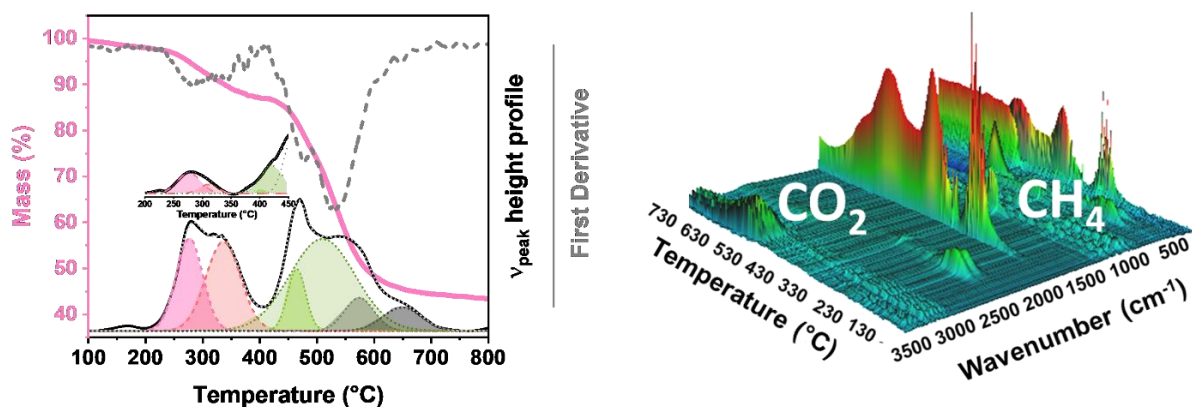 100
90
80
70
60
50
40
Mass (%)
200 250 300 350 400 450
Temperature (°C)
100 200 300 400 500 600 700 800
Temperature (°C)
νpeak height profile
First Derivative
CO2
CH4
730 630 530 430 330 230 130
Temperature (°C)
3500 3000 2500 2000 1500 1000 500
Wavenumber (cm-1)